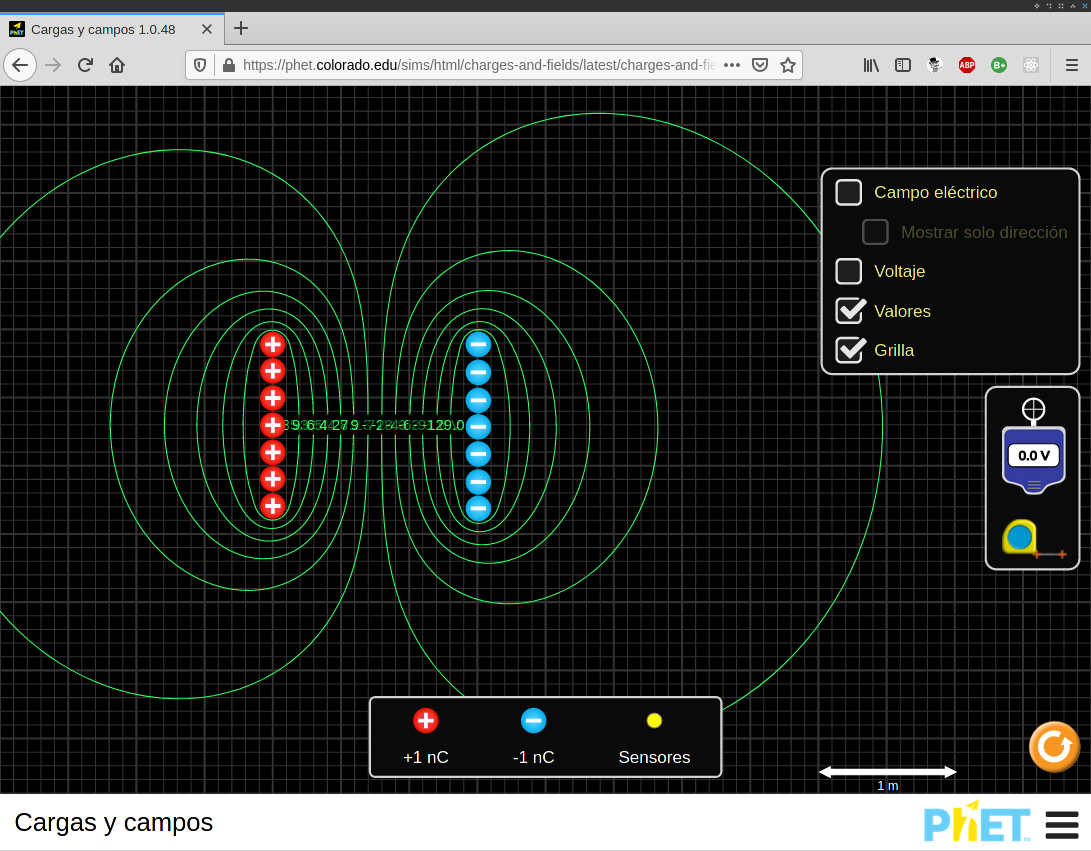 Cargas y campos 1.0.48
https://phet.colorado.edu/sims/html/charges-and-fields/latest/charges-and-fie
ABP
B+
Campo eléctrico
Mostrar solo dirección
Voltaje
Valores
Grilla
0.0 V
+1 nC
-1 nC
Sensores
1 m
Cargas y campos
PhET